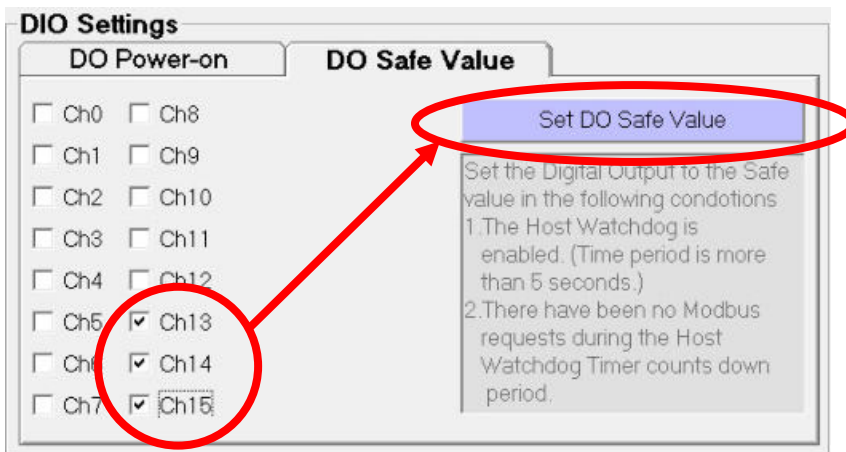 DIO Settings
DO Power-on DO Safe Value
Ch0 Ch8 Set DO Safe Value
Ch1 Ch9
Ch2 Ch10
Ch3 Ch11
Ch4 Ch12
Ch5 Ch13
Ch6 Ch14
Ch7 Ch15
Set the Digital Output to the Safe
value in the following condotions
1.The Host Watchdog is
enabled. (Time period is more
than 5 seconds.)
2.There have been no Modbus
requests during the Host
Watchdog Timer counts down
period.